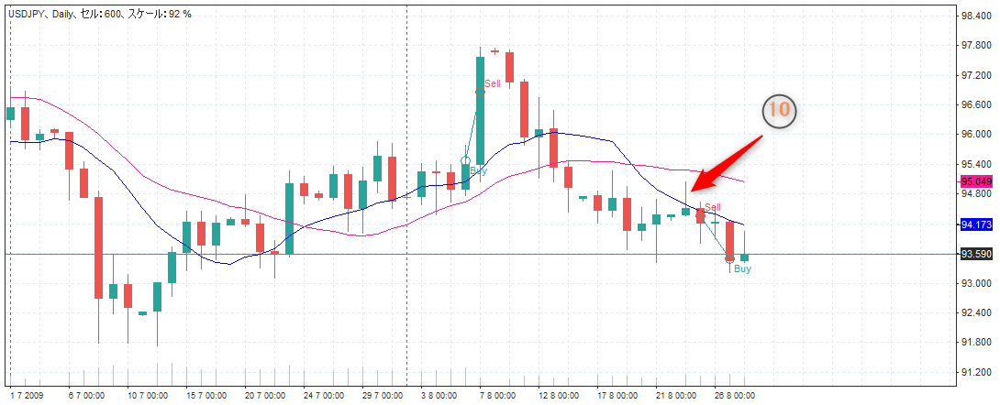 USDJPY、Daily、セル: 600、スケール: 92 %
98.400
97.800
97.200
96.600
96.000
95.400
95.049
94.800
94.173
93.590
93.000
92.400
91.800
91.200
Sell
Buy
10
Sell
Buy
1 7 2009
6 7 00:00
10 7 00:00
15 7 00:00
20 7 00:00
24 7 00:00
29 7 00:00
3 8 00:00
7 8 00:00
12 8 00:00
17 8 00:00
21 8 00:00
26 8 00:00